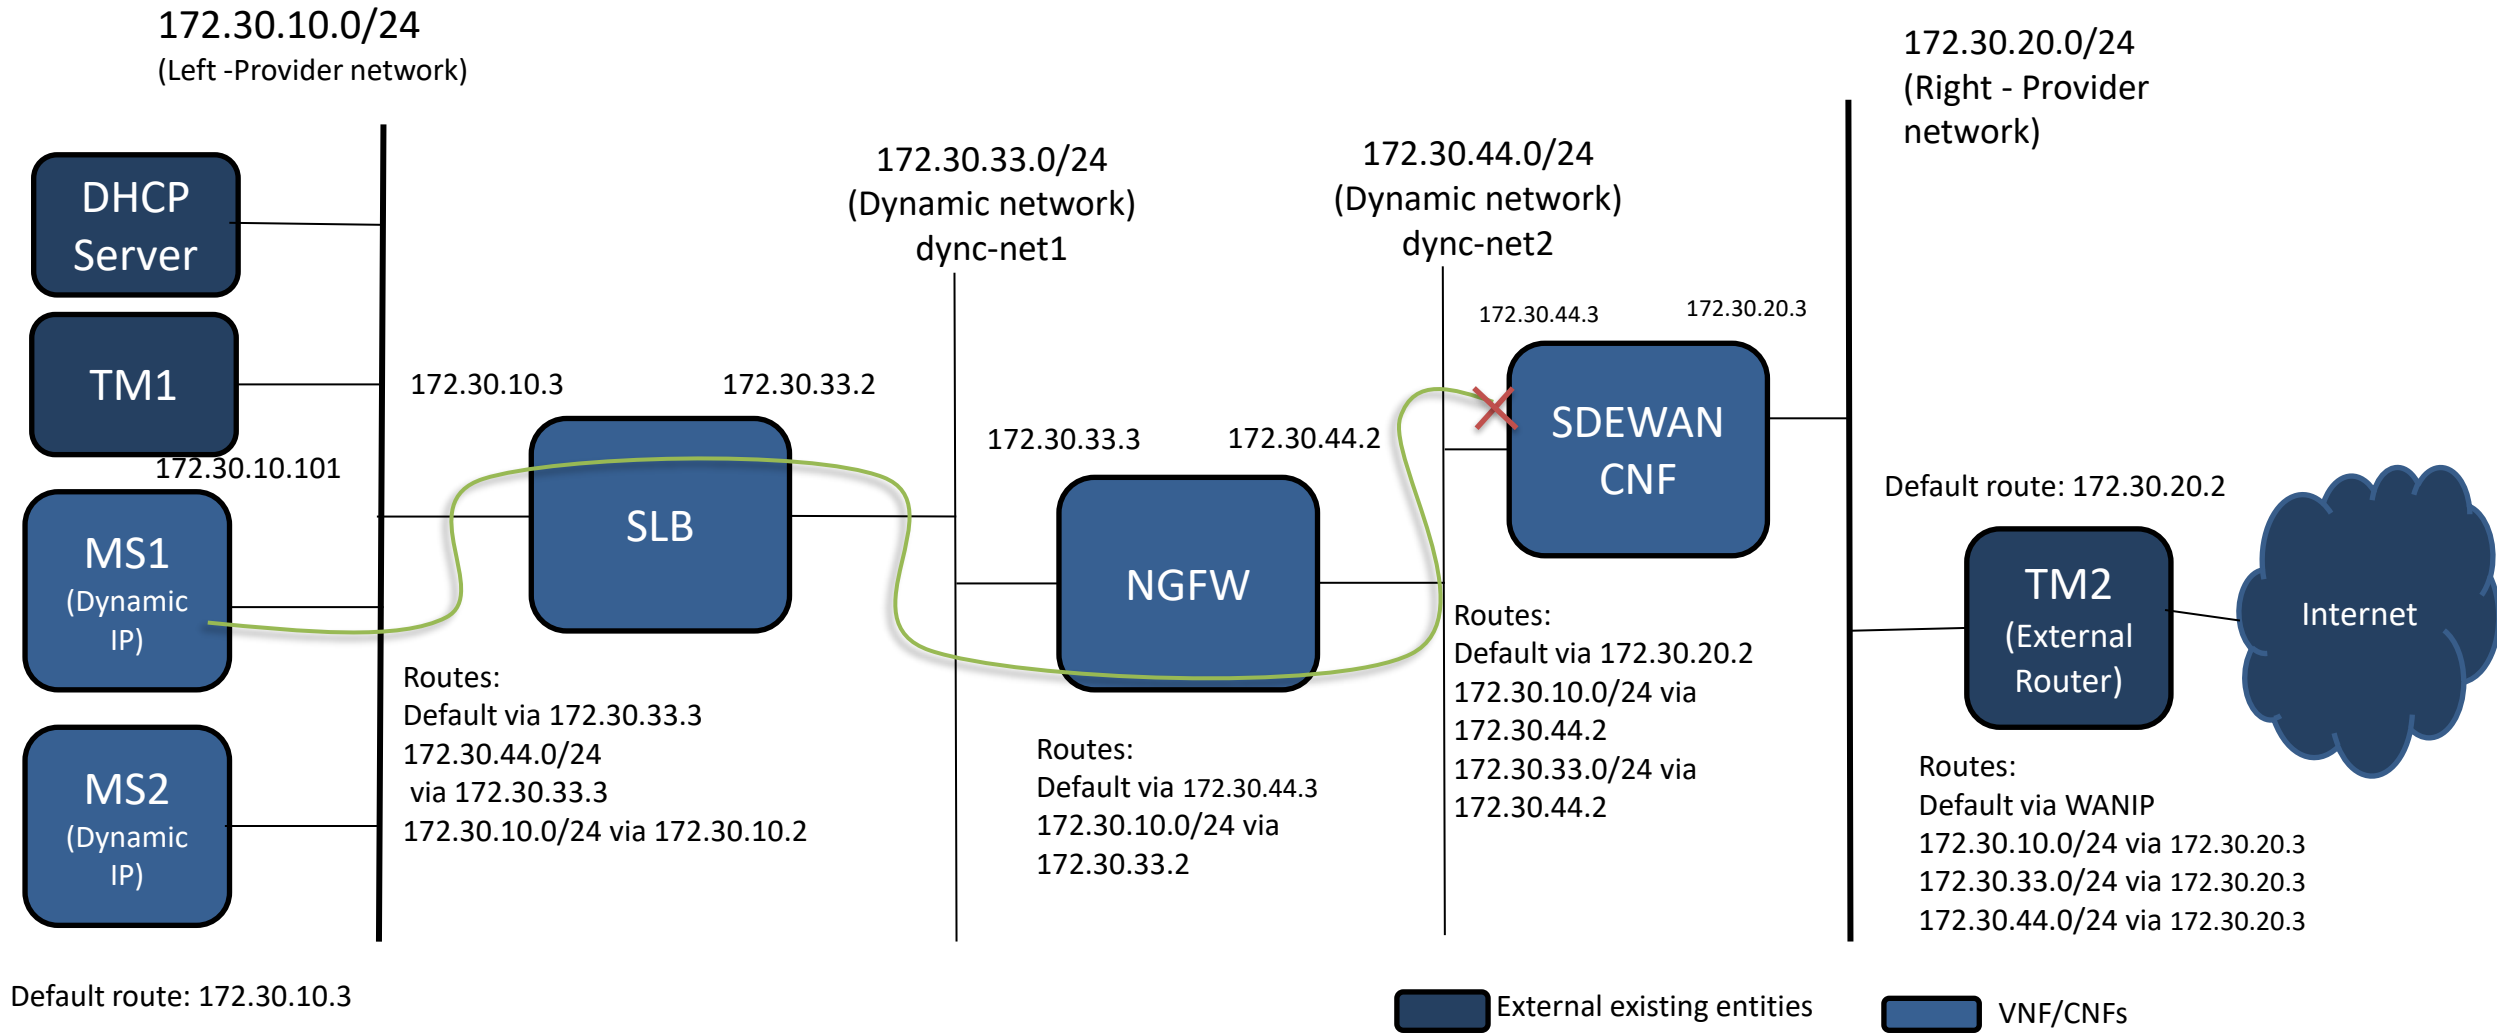 172.30.10.0/24
(Left -Provider network)
172.30.20.0/24
(Right - Provider
network)
172.30.33.0/24
(Dynamic network)
dync-net1
172.30.44.0/24
(Dynamic network)
dync-net2
DHCP
Server
TM1
172.30.10.101
MS1
(Dynamic
IP)
MS2
(Dynamic
IP)
Default route: 172.30.10.3
172.30.10.3
172.30.33.2
SLB
Routes:
Default via 172.30.33.3
172.30.44.0/24
via 172.30.33.3
172.30.10.0/24 via 172.30.10.2
172.30.33.3
172.30.44.2
NGFW
Routes:
Default via 172.30.44.3
172.30.10.0/24 via
172.30.33.2
172.30.44.3
172.30.20.3
SDEWAN
CNF
Routes:
Default via 172.30.20.2
172.30.10.0/24 via
172.30.44.2
172.30.33.0/24 via
172.30.44.2
Default route: 172.30.20.2
TM2
(External
Router)
Internet
Routes:
Default via WANIP
172.30.10.0/24 via 172.30.20.3
172.30.33.0/24 via 172.30.20.3
172.30.44.0/24 via 172.30.20.3
External existing entities
VNF/CNFs